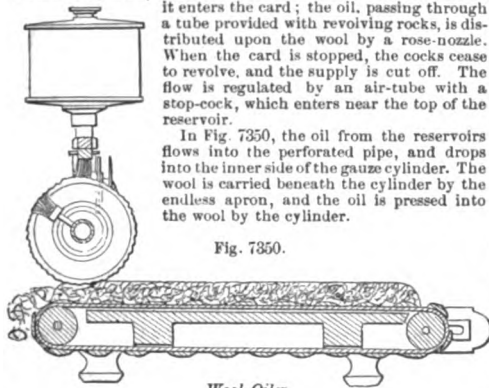 it enters the card ; the oil, passing through
a tube provided with revolving rocks, is dis-
tributed upon the wool by a rose-nozzle.
When the card is stopped, the cocks cease
to revolve, and the supply is cut off. The
flow is regulated by an air-tube with a
stop-cock, which enters near the top of the
reservoir.
In Fig. 7350, the oil from the reservoirs
flows into the perforated pipe, and drops
into the inner side of the gauze cylinder. The
wool is carried beneath the cylinder by the
endless apron, and the oil is pressed into
the wool by the cylinder.
Fig. 7350.
Wool-Oiler